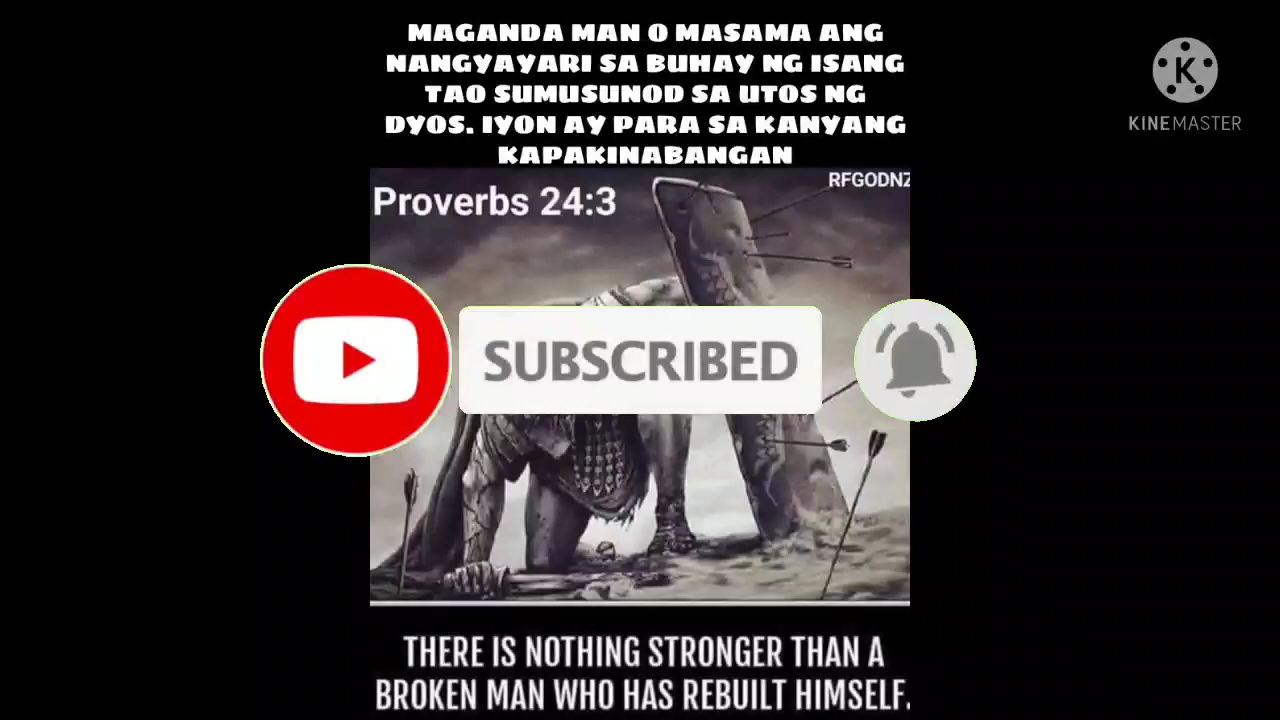 MAGANDA MAN O MASAMA ANG
NANGYAYARI SA BUHAY NG ISANG
TAO SUMUSUNOD SA UTOS NG
DYOS. IYON AY PARA SA KANYANG
KAPAKINABANGAN
K
KINEMASTER
RFGODNZ
Proverbs 24:3
SUBSCRIBED
THERE IS NOTHING STRONGER THAN A
BROKEN MAN WHO HAS REBUILT HIMSELF.